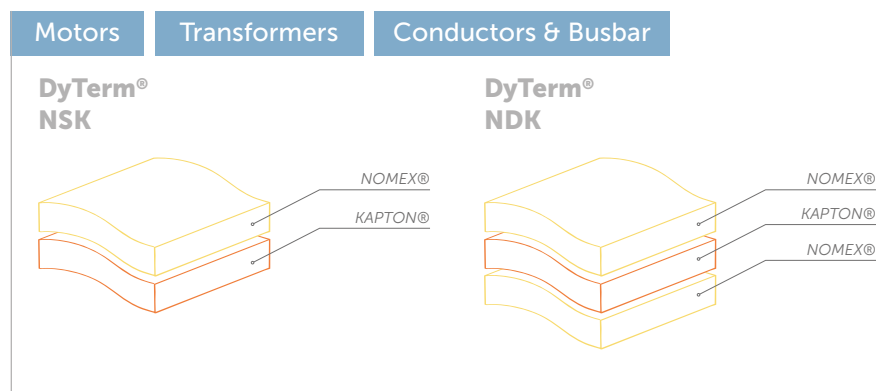 Motors
Transformers
Conductors & Busbar
DyTerm®
NSK
NOMEX®
KAPTON®
DyTerm®
NDK
NOMEX®
KAPTON®
NOMEX®